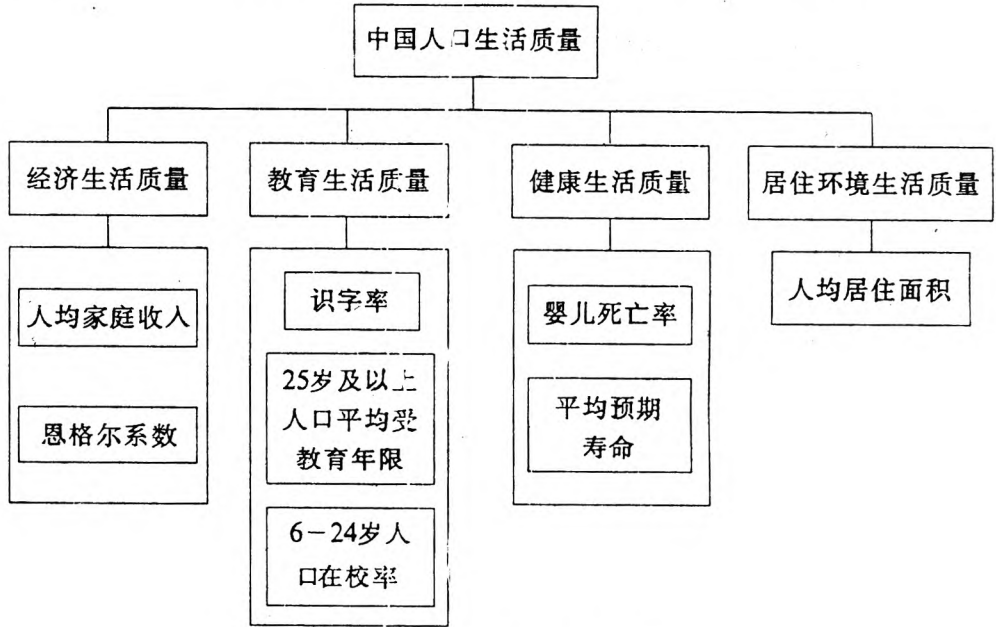 中国人口生活质量
经济生活质量
教育生活质量
健康生活质量
居住环境生活质量
人均家庭收入
恩格尔系数
识字率
25岁及以上
人口平均受
教育年限
6－24岁人
口在校率
婴儿死亡率
平均预期
寿命
人均居住面积